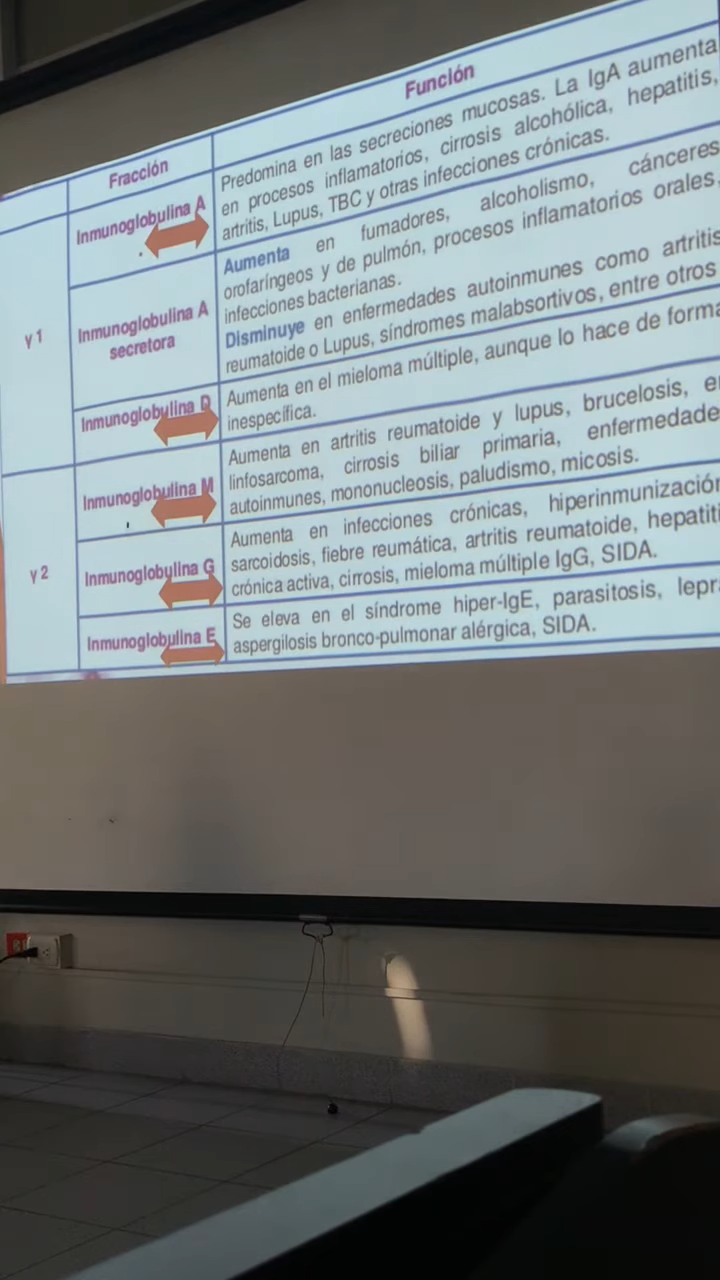 Fracción
Función
γ 1
Inmunoglobulina A
Predomina en las secreciones mucosas. La IgA aumenta
en procesos inflamatorios, cirrosis alcohólica, hepatitis,
artritis, Lupus, TBC y otras infecciones crónicas.
Inmunoglobulina A
secretora
Aumenta en fumadores, alcoholismo, cánceres
orofaríngeos y de pulmón, procesos inflamatorios orales,
infecciones bacterianas.
Disminuye en enfermedades autoinmunes como artritis
reumatoide o Lupus, síndromes malabsortivos, entre otros
Inmunoglobulina D
Aumenta en el mieloma múltiple, aunque lo hace de forma
inespecífica.
γ 2
Inmunoglobulina M
Aumenta en artritis reumatoide y lupus, brucelosis, en
linfosarcoma, cirrosis biliar primaria, enfermedade
autoinmunes, mononucleosis, paludismo, micosis.
Inmunoglobulina G
Aumenta en infecciones crónicas, hiperinmunización
sarcoidosis, fiebre reumática, artritis reumatoide, hepatiti
crónica activa, cirrosis, mieloma múltiple IgG, SIDA.
Inmunoglobulina E
Se eleva en el síndrome hiper-IgE, parasitosis, lepra
aspergilosis bronco-pulmonar alérgica, SIDA.